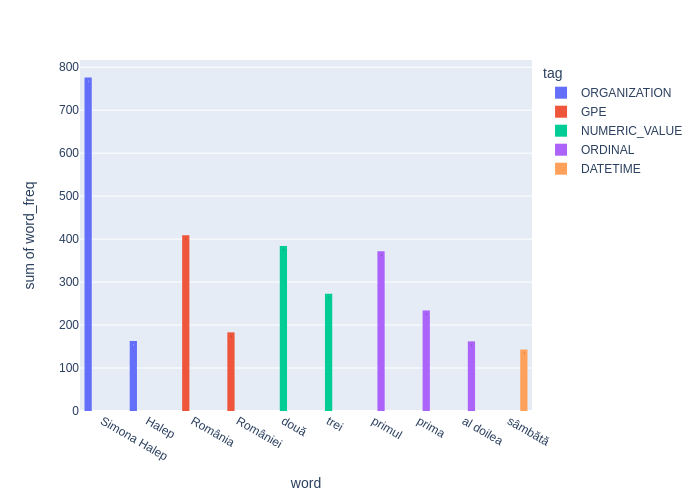 tag
ORGANIZATION
GPE
NUMERIC_VALUE
ORDINAL
DATETIME
sum of word_freq
800
700
600
500
400
300
200
100
0
Simona Halep
Halep
România
României
două
trei
primul
prima
al doilea
sâmbătă
word